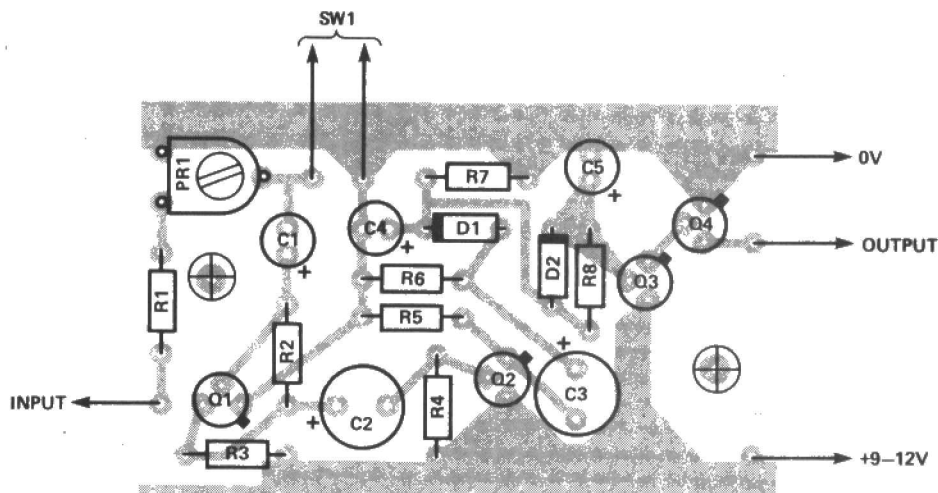 SW1
PR1
R7
C5
0V
C1
C4
D1
Q4
OUTPUT
R6
D2
R8
Q3
R1
R5
R2
INPUT
Q1
C2
R4
Q2
C3
R3
+9–12V